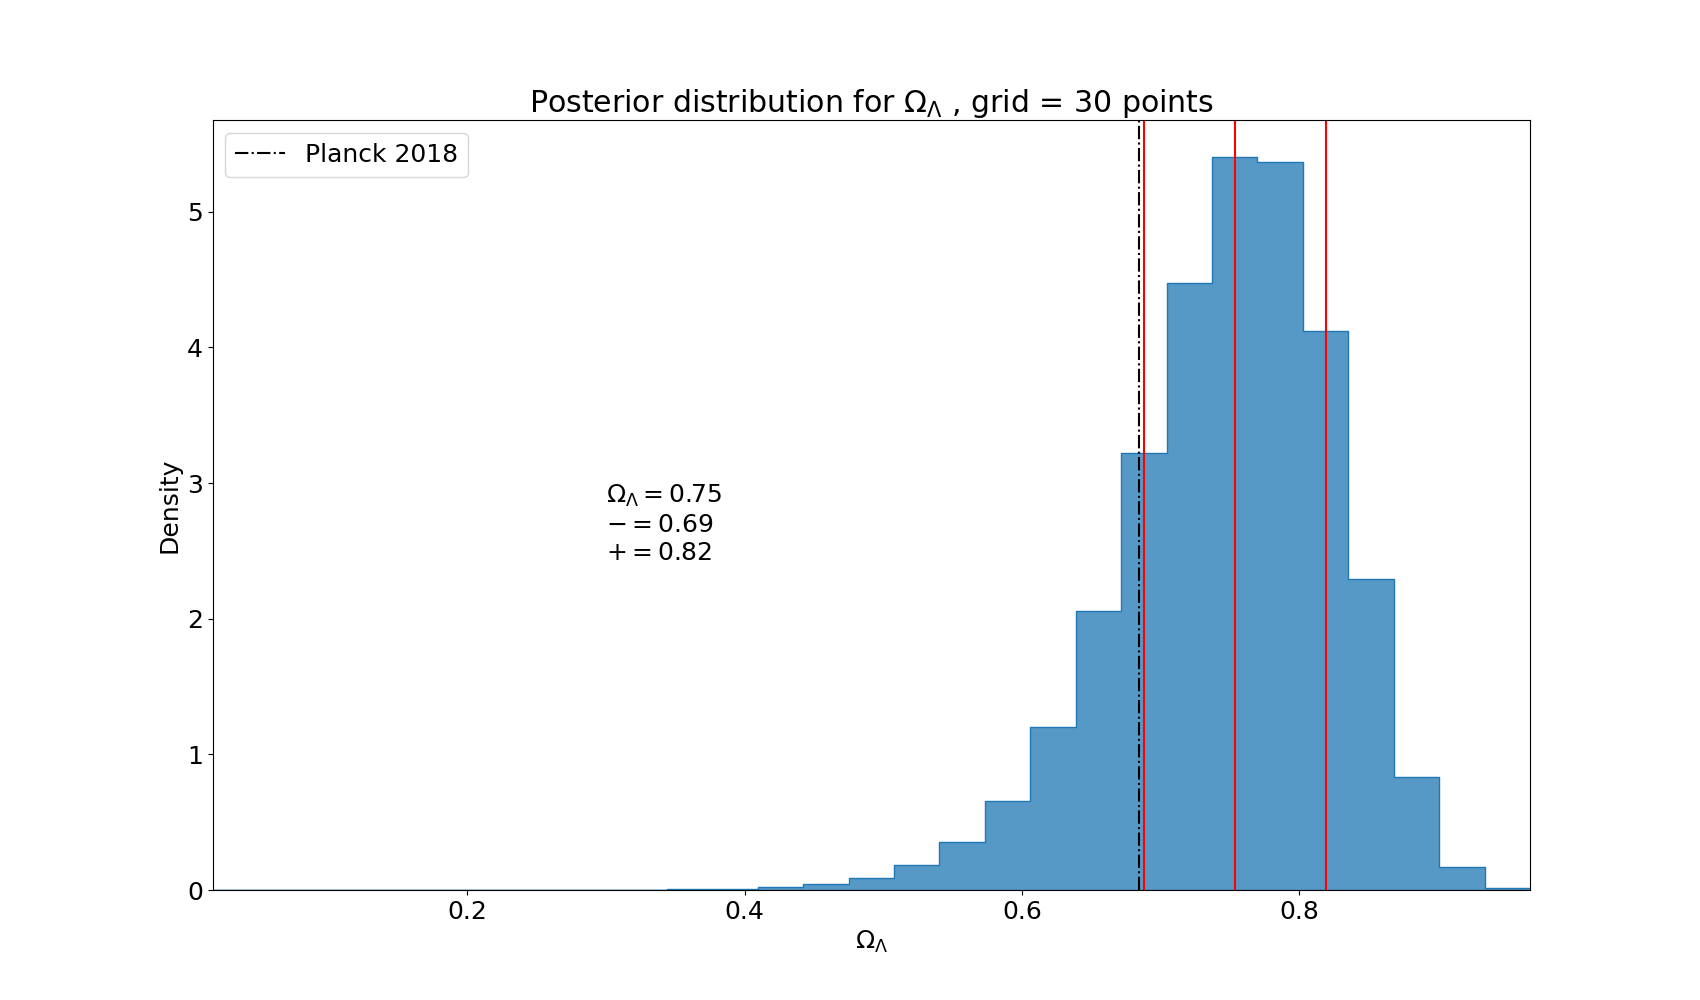 Posterior distribution for Ω_Λ , grid = 30 points
Planck 2018
5
4
3
2
1
0
Density
Ω_Λ = 0.75
− = 0.69
+ = 0.82
0.2 0.4 0.6 0.8
Ω_Λ